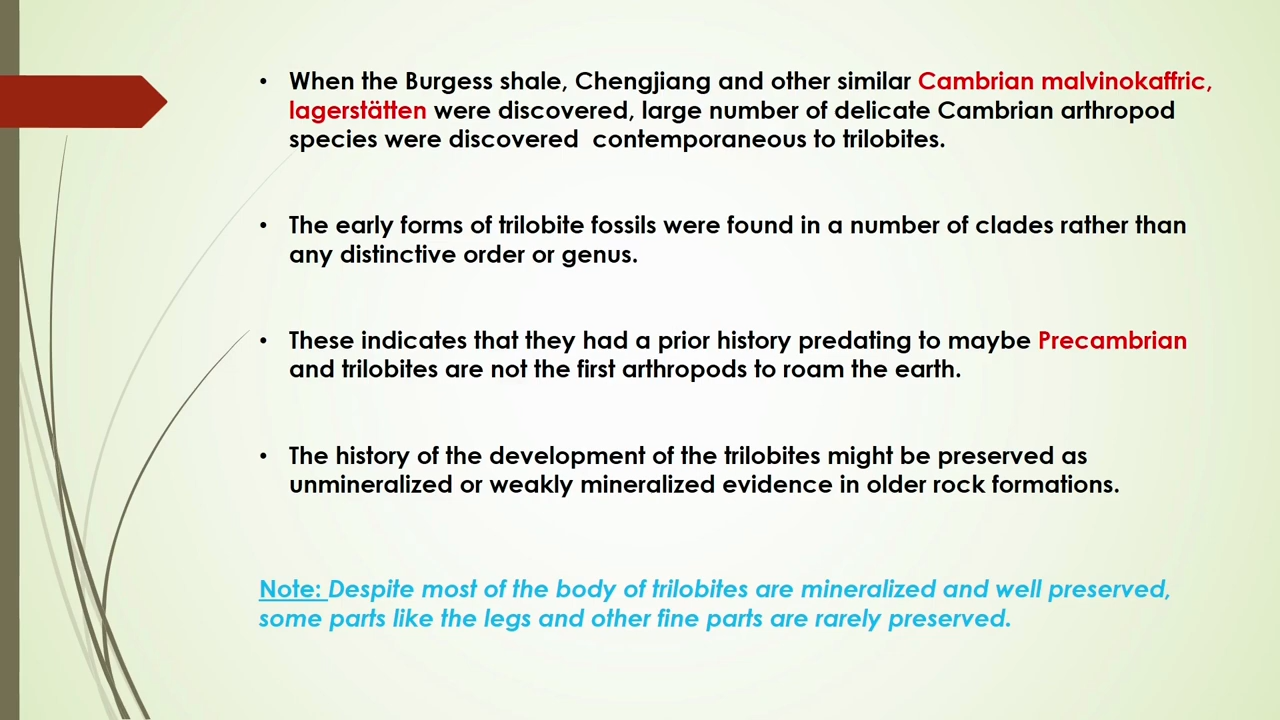 • When the Burgess shale, Chengjiang and other similar Cambrian malvinokaffric,
lagerstätten were discovered, large number of delicate Cambrian arthropod
species were discovered  contemporaneous to trilobites.
• The early forms of trilobite fossils were found in a number of clades rather than
any distinctive order or genus.
• These indicates that they had a prior history predating to maybe Precambrian
and trilobites are not the first arthropods to roam the earth.
• The history of the development of the trilobites might be preserved as
unmineralized or weakly mineralized evidence in older rock formations.
Note: Despite most of the body of trilobites are mineralized and well preserved,
some parts like the legs and other fine parts are rarely preserved.